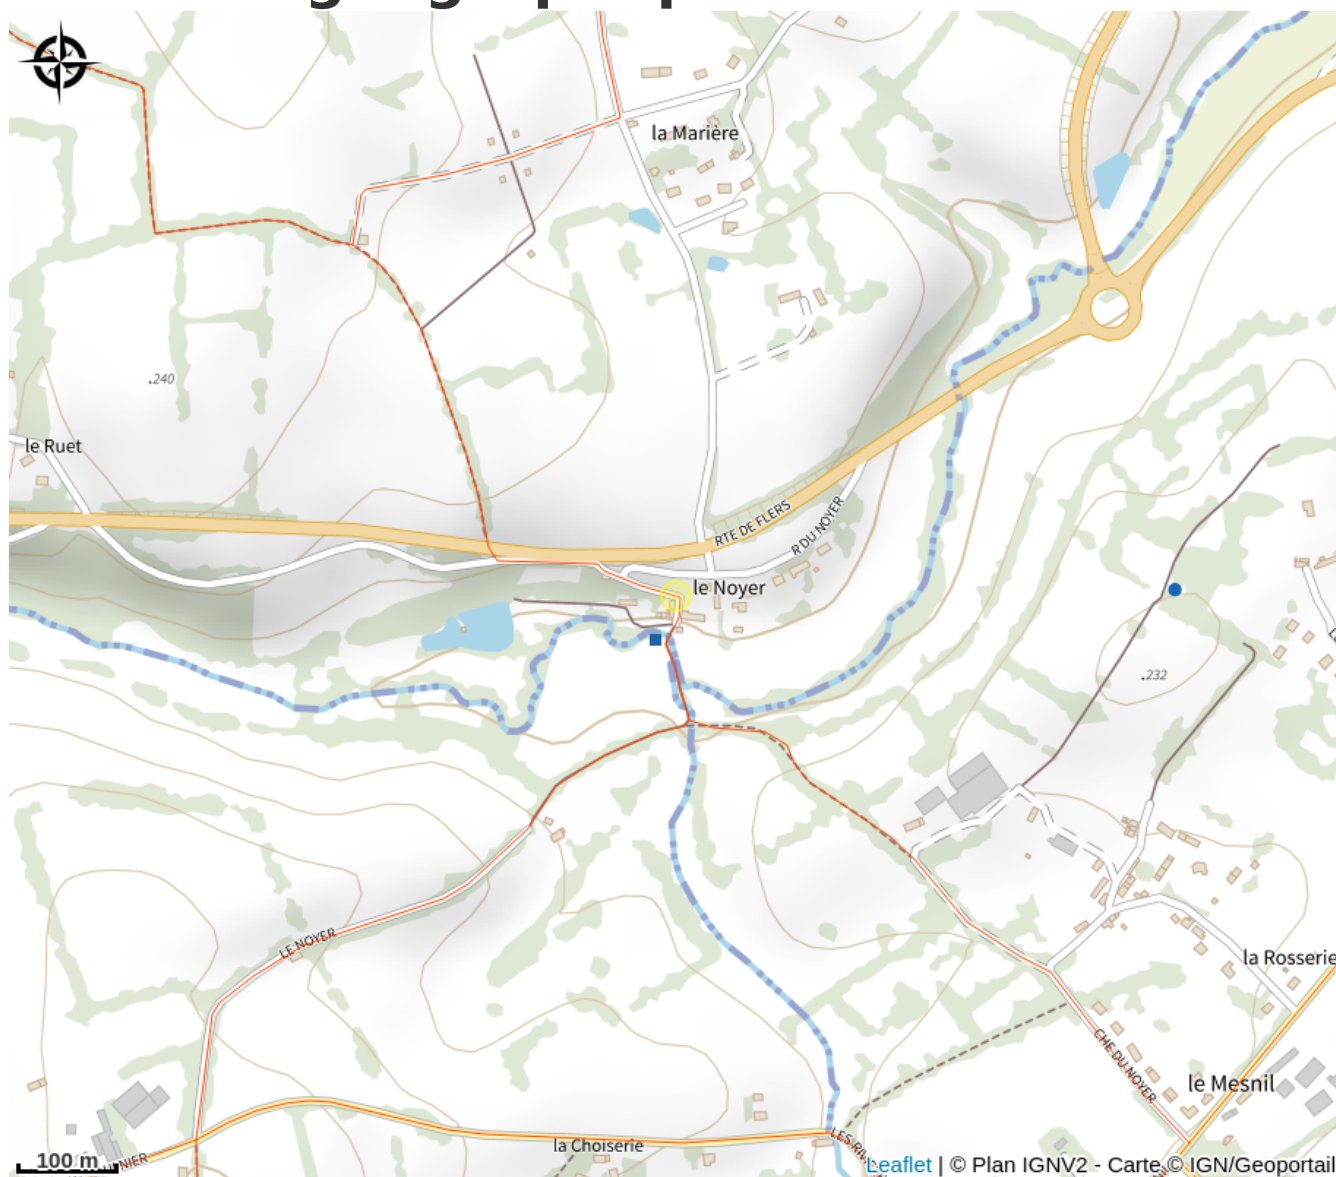 la Marière
.240
le Ruet
RTE DE FLERS
R DU NOYER
le Noyer
.232
LE NOYER
la Rosserie
CHE DU NOYER
le Mesnil
la Choiserie
100 m
Leaflet | © Plan IGNV2 - Carte © IGN/Geoportail